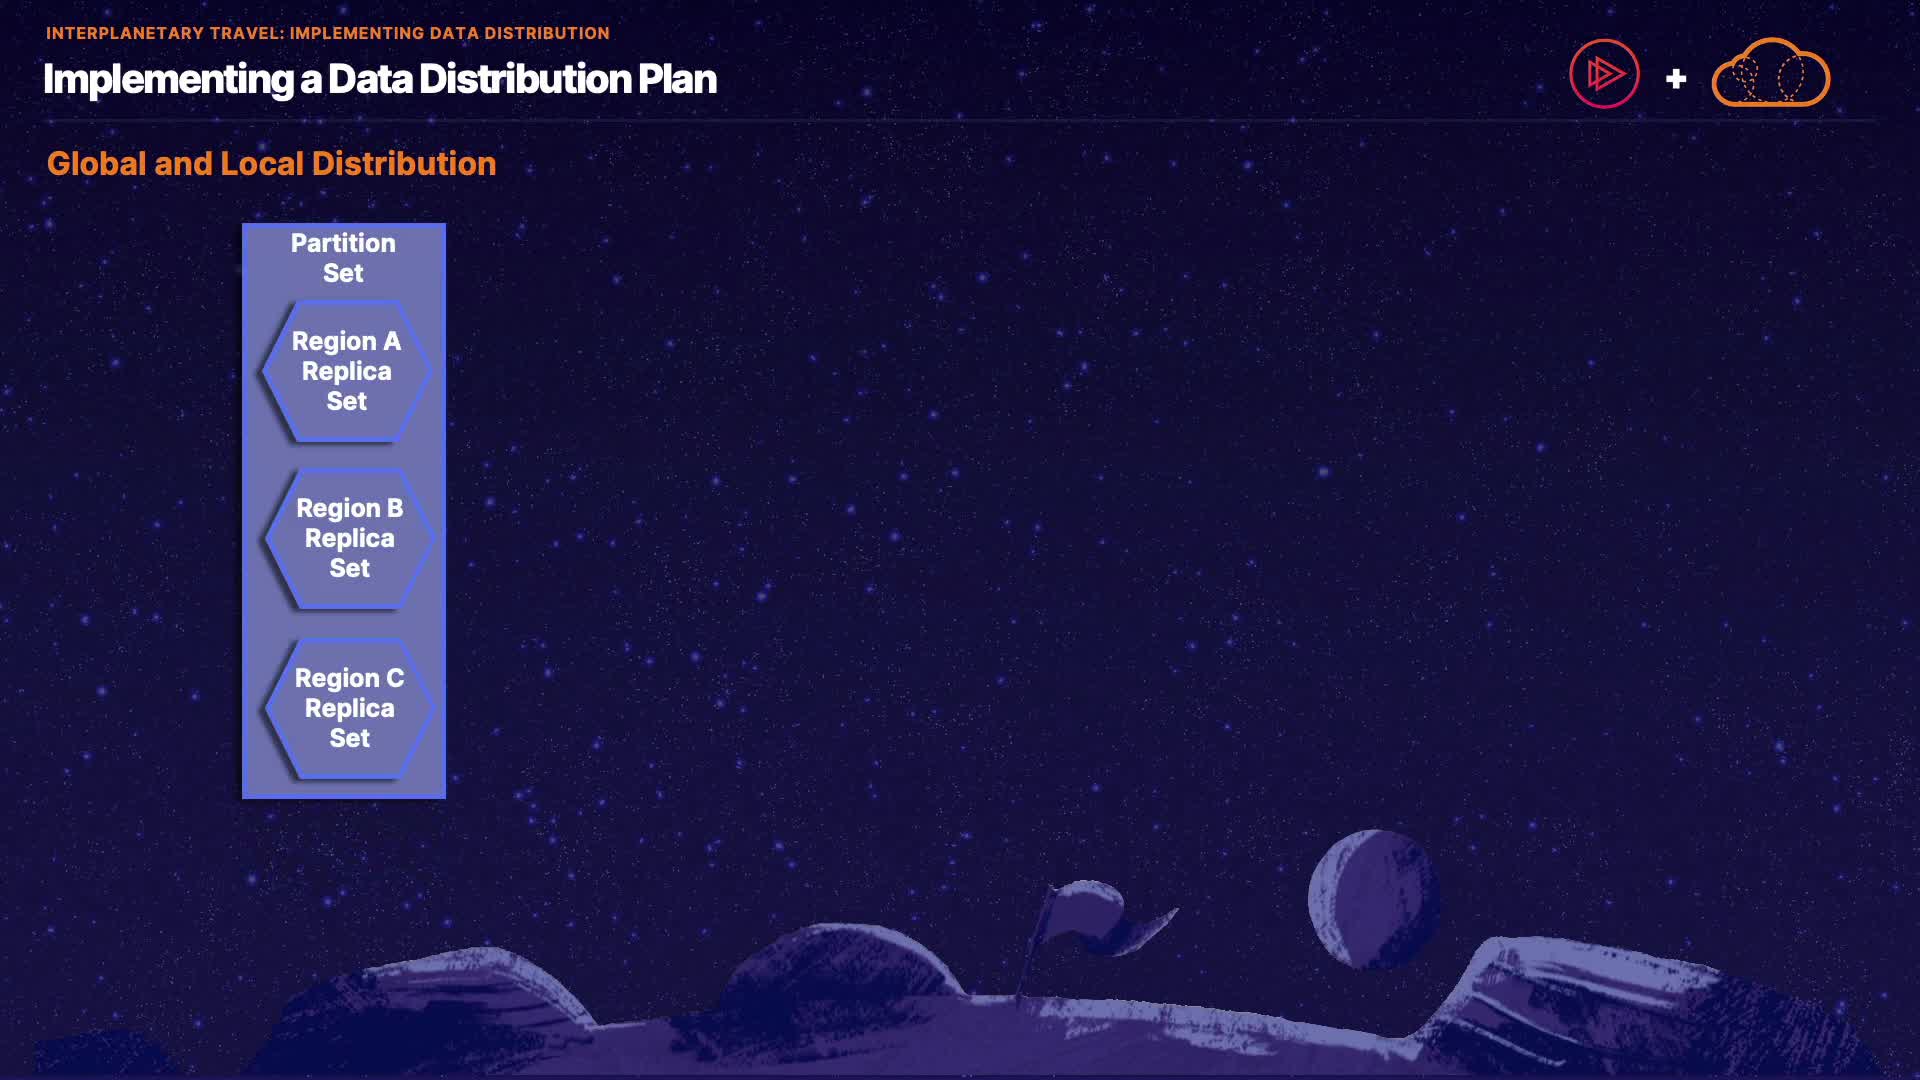 INTERPLANETARY TRAVEL: IMPLEMENTING DATA DISTRIBUTION
Implementing a Data Distribution Plan
+
Global and Local Distribution
Partition
Set
Region A
Replica
Set
Region B
Replica
Set
Region C
Replica
Set